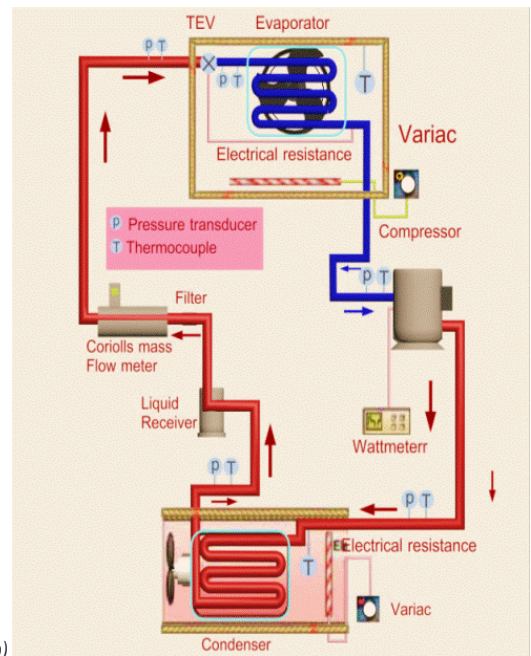 TEV
Evaporator
p T
p T
T
Electrical resistance
Variac
Compressor
p Pressure transducer
T Thermocouple
p T
Filter
Coriolls mass
Flow meter
Liquid
Receiver
Wattmeterr
p T
p T
Electrical resistance
T
Variac
Condenser
)